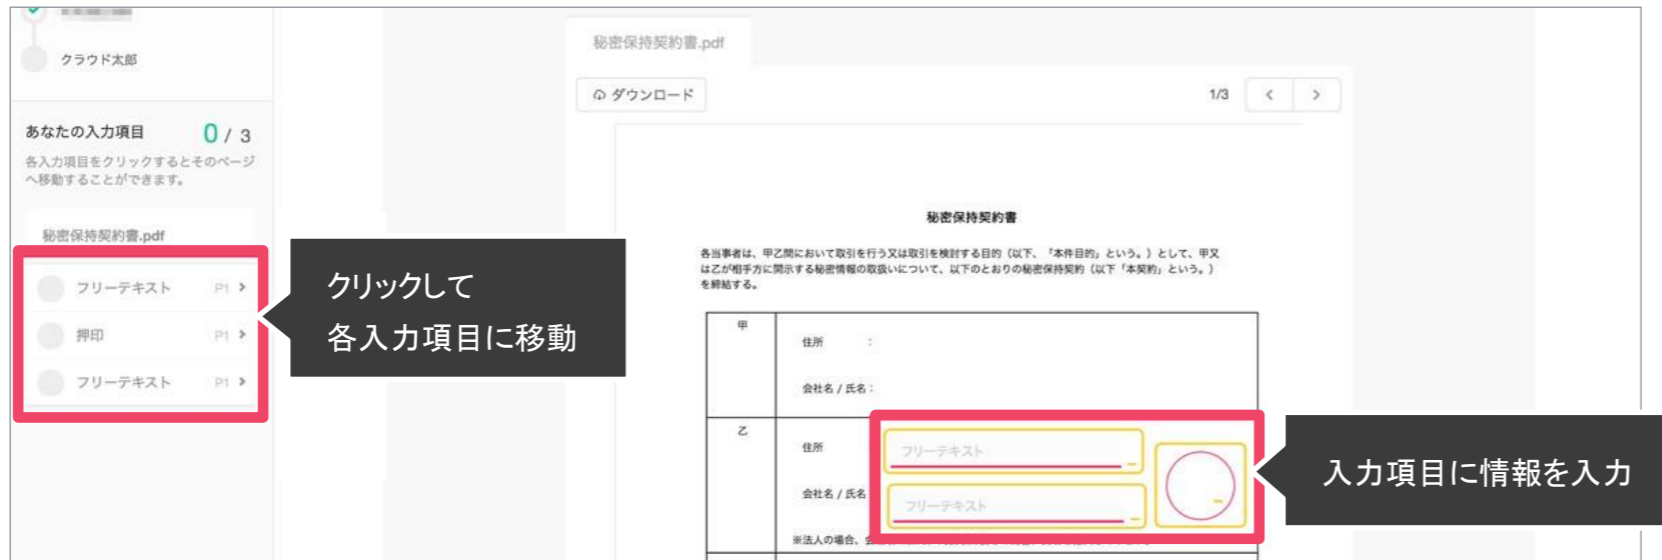 クラウド太郎
あなたの入力項目 0 / 3
各入力項目をクリックするとそのページ
へ移動することができます。
秘密保持契約書.pdf
フリーテキスト P1
押印 P1
フリーテキスト P1
クリックして
各入力項目に移動
秘密保持契約書.pdf
ダウンロード
1/3
秘密保持契約書
各当事者は、甲乙間において取引を行う又は取引を検討する目的（以下、「本件目的」という。）として、甲又
は乙が相手方に開示する秘密情報の取扱いについて、以下のとおりの秘密保持契約（以下「本契約」という。）
を締結する。
甲
住所 :
会社名 / 氏名 :
乙
住所
フリーテキスト
会社名 / 氏名
フリーテキスト
※法人の場合、
入力項目に情報を入力